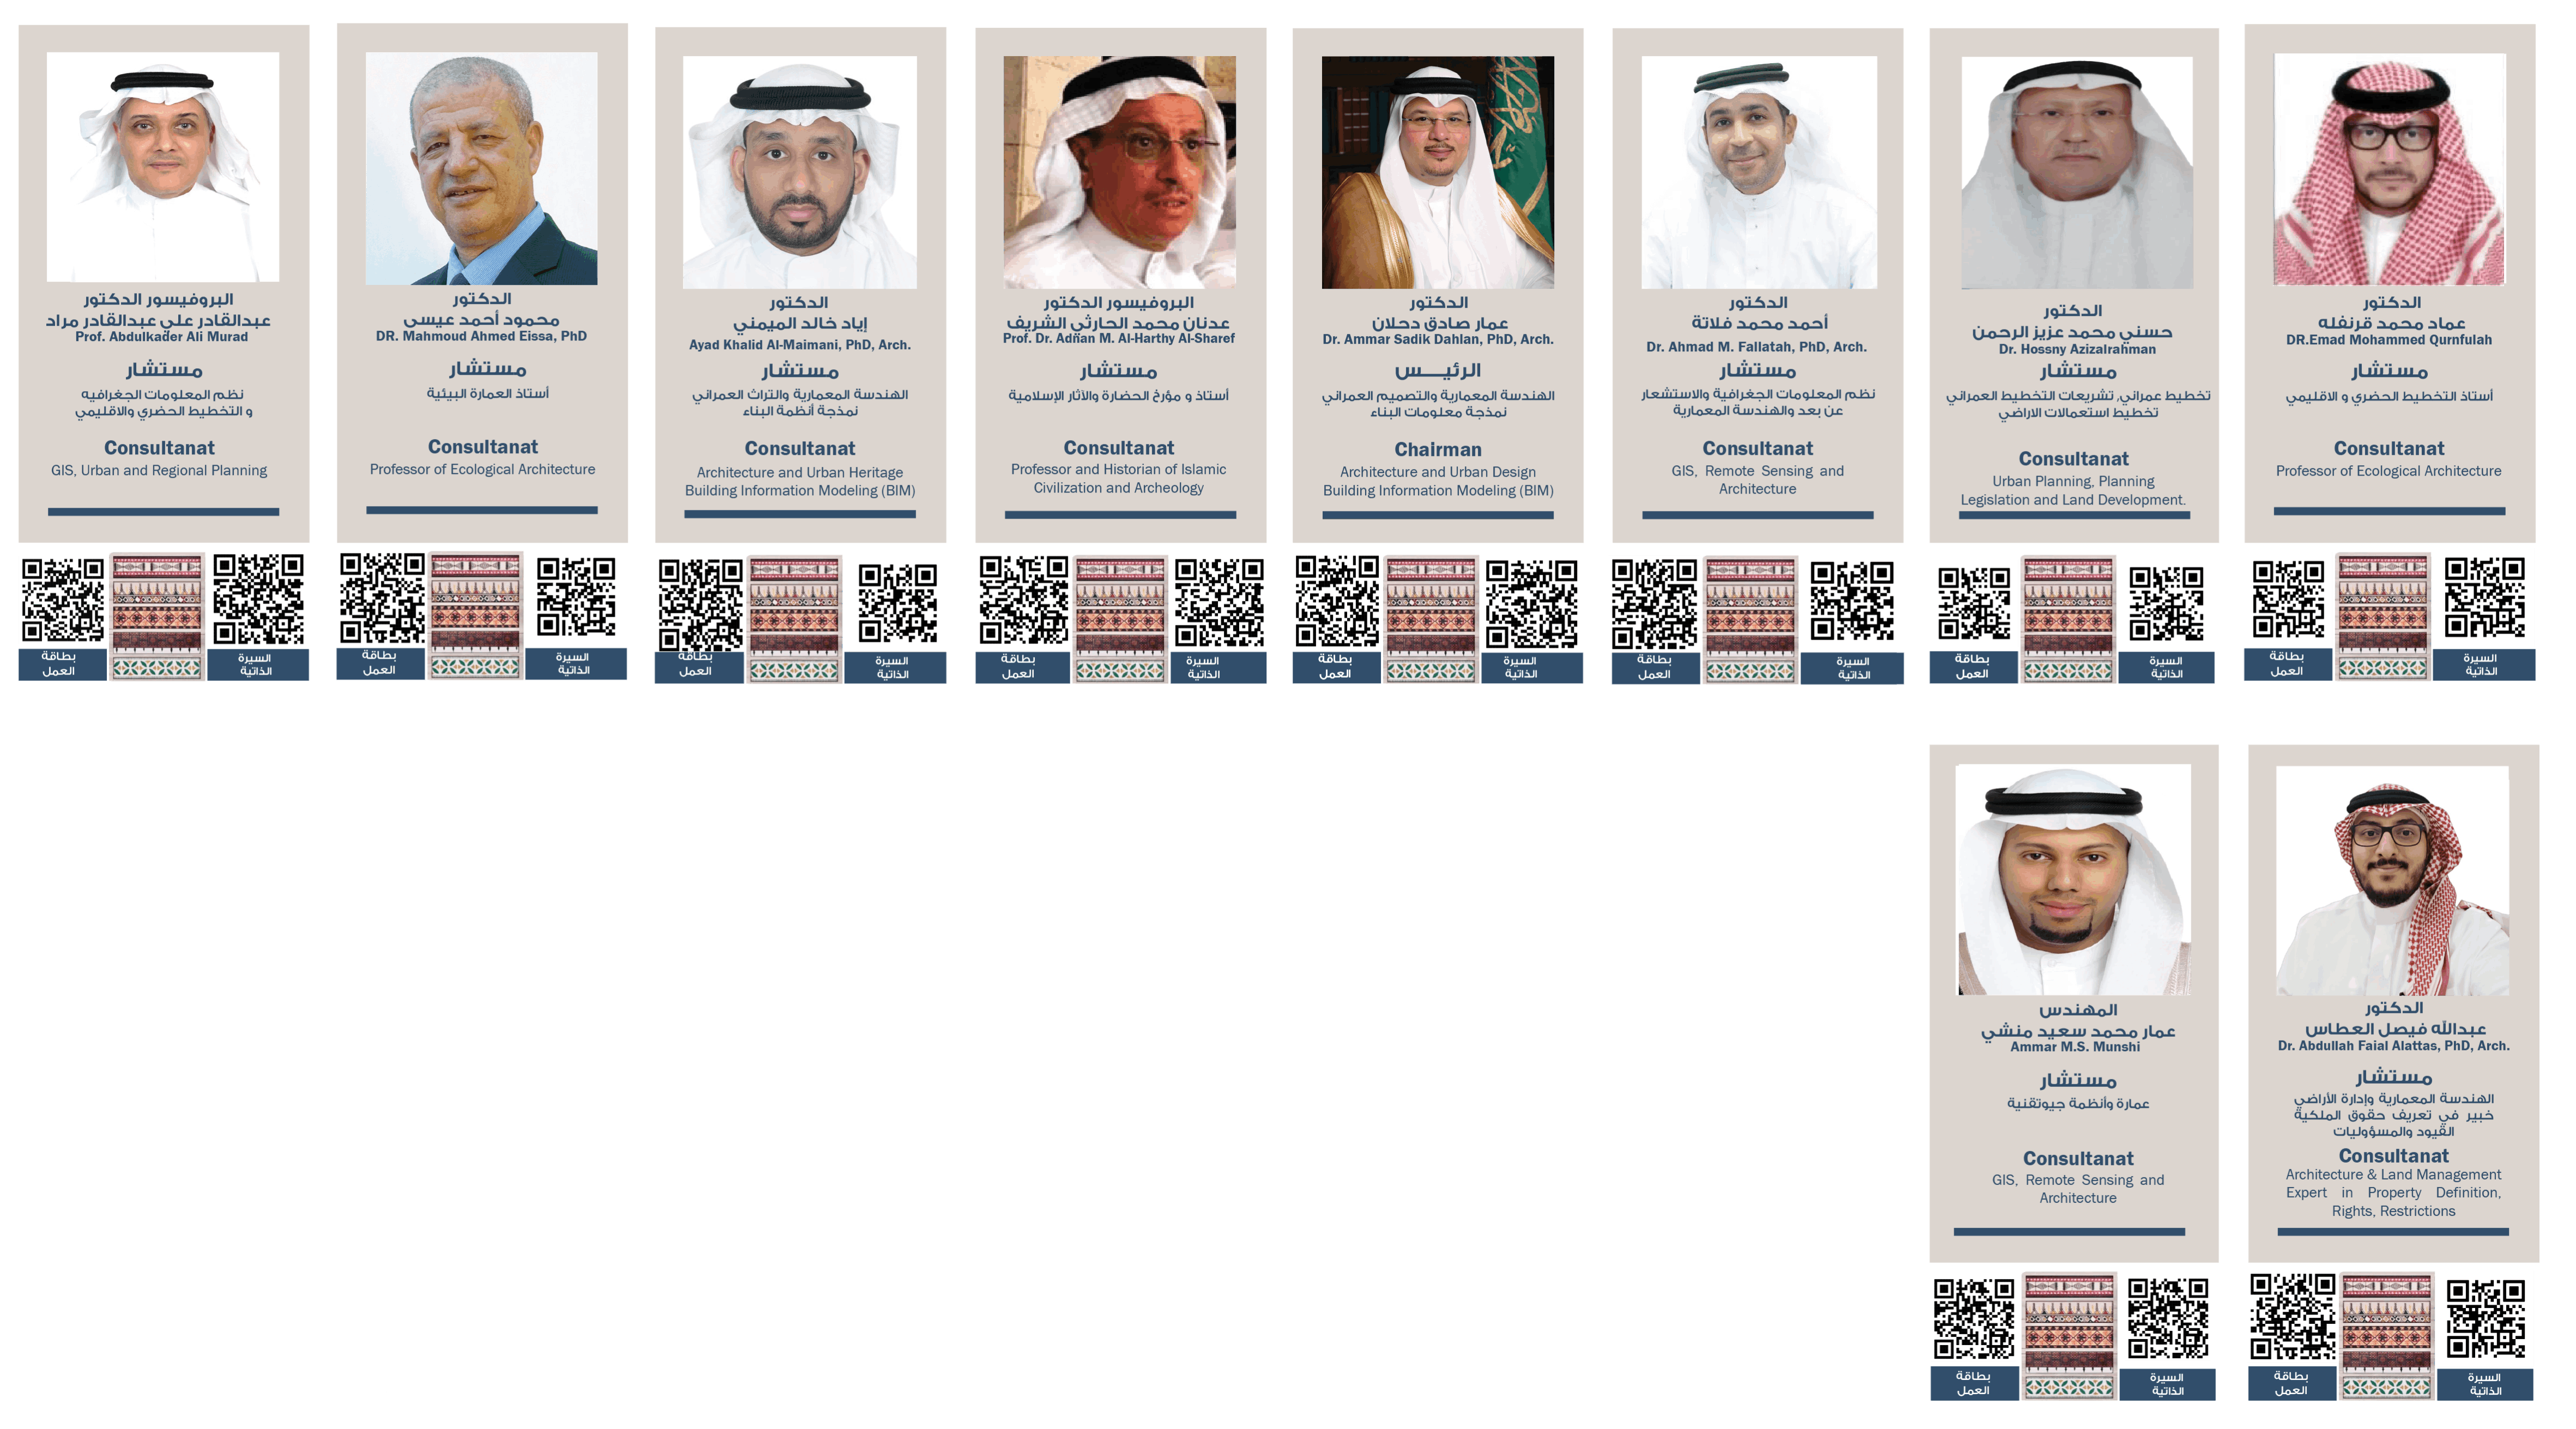 البروفيسور الدكتور
عبدالقادر علي عبدالقادر مراد
Prof. Abdulkader Ali Murad
مستشار
نظم المعلومات الجغرافيه
و التخطيط الحضري والاقليمي
Consultanat
GIS, Urban and Regional Planning
بطاقة
العمل
السيرة
الذاتية
الدكتور
محمود أحمد عيسى
DR. Mahmoud Ahmed Eissa, PhD
مستشار
أستاذ العمارة البيئية
Consultanat
Professor of Ecological Architecture
بطاقة
العمل
السيرة
الذاتية
الدكتور
إياد خالد الميمني
Ayad Khalid Al-Maimani, PhD, Arch.
مستشار
الهندسة المعمارية والتراث العمراني
نمذجة أنظمة البناء
Consultanat
Architecture and Urban Heritage
Building Information Modeling (BIM)
بطاقة
العمل
السيرة
الذاتية
البروفيسور الدكتور
عدنان محمد الحارثي الشريف
Prof. Dr. Adnan M. Al-Harthy Al-Sharef
مستشار
أستاذ و مؤرخ الحضارة والآثار الإسلامية
Consultanat
Professor and Historian of Islamic
Civilization and Archeology
بطاقة
العمل
السيرة
الذاتية
الدكتور
عمار صادق دحلان
Dr. Ammar Sadik Dahlan, PhD, Arch.
الرئيـــس
الهندسة المعمارية والتصميم العمراني
نمذجة معلومات البناء
Chairman
Architecture and Urban Design
Building Information Modeling (BIM)
بطاقة
العمل
السيرة
الذاتية
الدكتور
أحمد محمد فلاتة
Dr. Ahmad M. Fallatah, PhD, Arch.
مستشار
نظم المعلومات الجغرافية والاستشعار
عن بعد والهندسة المعمارية
Consultanat
GIS, Remote Sensing and
Architecture
بطاقة
العمل
السيرة
الذاتية
الدكتور
حسني محمد عزيز الرحمن
Dr. Hossny Azizalrahman
مستشار
تخطيط عمراني, تشريعات التخطيط العمراني
تخطيط استعمالات الاراضي
Consultanat
Urban Planning, Planning
Legislation and Land Development.
بطاقة
العمل
السيرة
الذاتية
الدكتور
عماد محمد قرنفله
DR.Emad Mohammed Qurnfulah
مستشار
أستاذ التخطيط الحضري و الاقليمي
Consultanat
Professor of Ecological Architecture
بطاقة
العمل
السيرة
الذاتية
المهندس
عمار محمد سعيد منشي
Ammar M.S. Munshi
مستشار
عمارة وأنظمة جيوتقنية
Consultanat
GIS, Remote Sensing and
Architecture
بطاقة
العمل
السيرة
الذاتية
الدكتور
عبدالله فيصل العطاس
Dr. Abdullah Faial Alattas, PhD, Arch.
مستشار
الهندسة المعمارية وإدارة الأراضي
خبير في تعريف حقوق الملكية
القيود والمسؤوليات
Consultanat
Architecture & Land Management
Expert in Property Definition,
Rights, Restrictions
بطاقة
العمل
السيرة
الذاتية